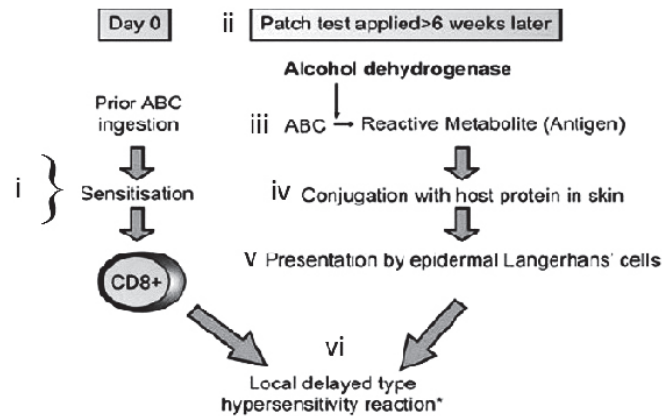 Day 0
ii Patch test applied>6 weeks later
Alcohol dehydrogenase
Prior ABC
ingestion
iii ABC → Reactive Metabolite (Antigen)
i } Sensitisation
iv Conjugation with host protein in skin
v Presentation by epidermal Langerhans' cells
CD8+
vi
Local delayed type
hypersensitivity reaction*